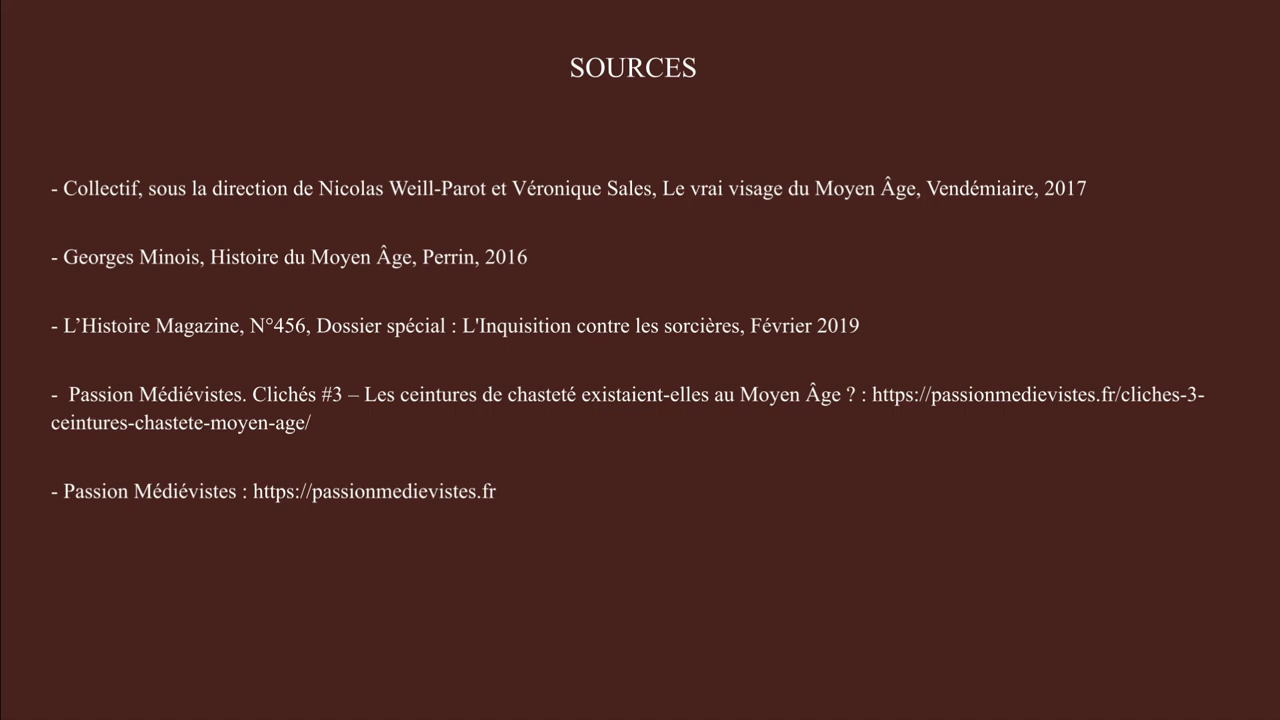 SOURCES
- Collectif, sous la direction de Nicolas Weill-Parot et Véronique Sales, Le vrai visage du Moyen Âge, Vendémiaire, 2017
- Georges Minois, Histoire du Moyen Âge, Perrin, 2016
- L’Histoire Magazine, N°456, Dossier spécial : L'Inquisition contre les sorcières, Février 2019
-  Passion Médiévistes. Clichés #3 – Les ceintures de chasteté existaient-elles au Moyen Âge ? : https://passionmedievistes.fr/cliches-3-
ceintures-chastete-moyen-age/
- Passion Médiévistes : https://passionmedievistes.fr